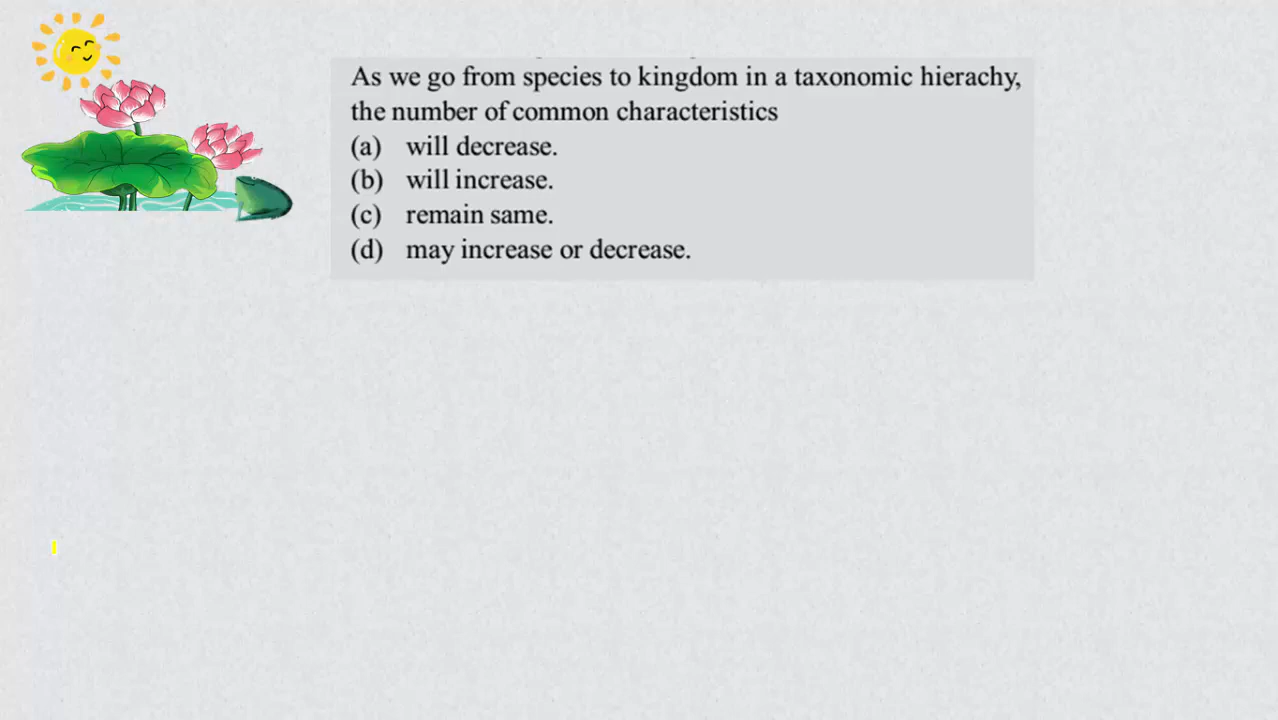 As we go from species to kingdom in a taxonomic hierachy,
the number of common characteristics
(a) will decrease.
(b) will increase.
(c) remain same.
(d) may increase or decrease.